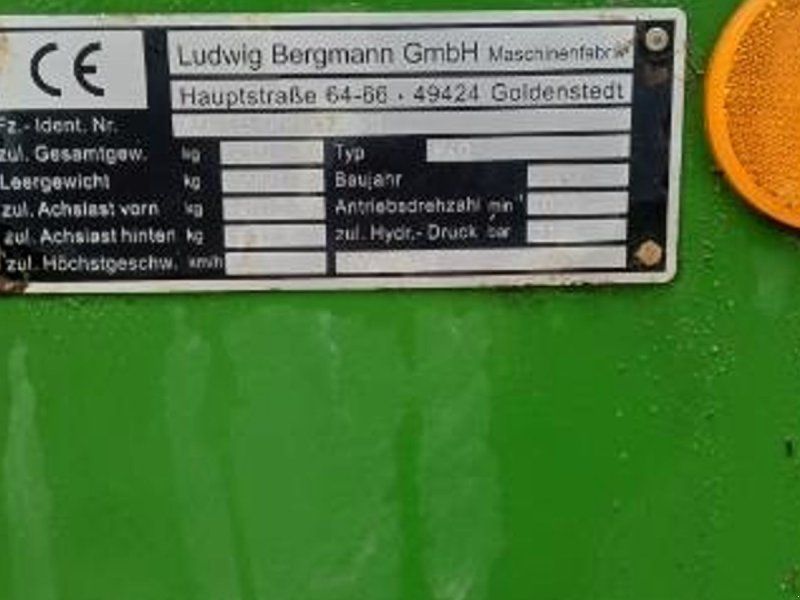 CE
Ludwig Bergmann GmbH Maschinenfabrik
Hauptstraße 64-66 · 49424 Goldenstedt
Fz.- Ident. Nr.
zul. Gesamtgew. kg
Typ
Leergewicht kg
Baujahr
zul. Achslast vorn kg
Antriebsdrehzahl min
zul. Achslast hinten kg
zul. Hydr.- Druck bar
zul. Höchstgeschw. km/h